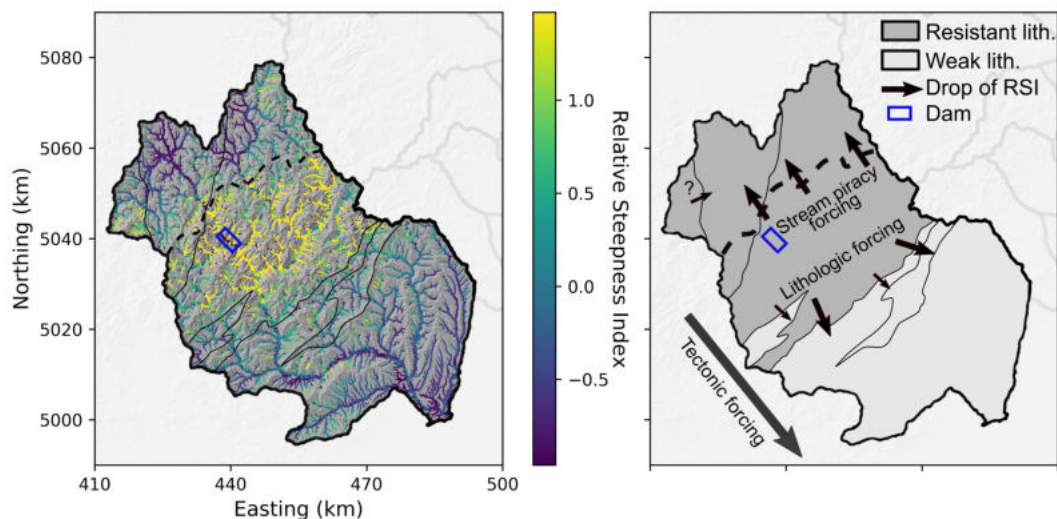 5080
5060
5040
5020
5000
Northing (km)
410
440
470
500
Easting (km)
1.0
0.5
0.0
−0.5
Relative Steepness Index
Resistant lith.
Weak lith.
Drop of RSI
Dam
?
Stream piracy
forcing
Lithologic forcing
Tectonic forcing